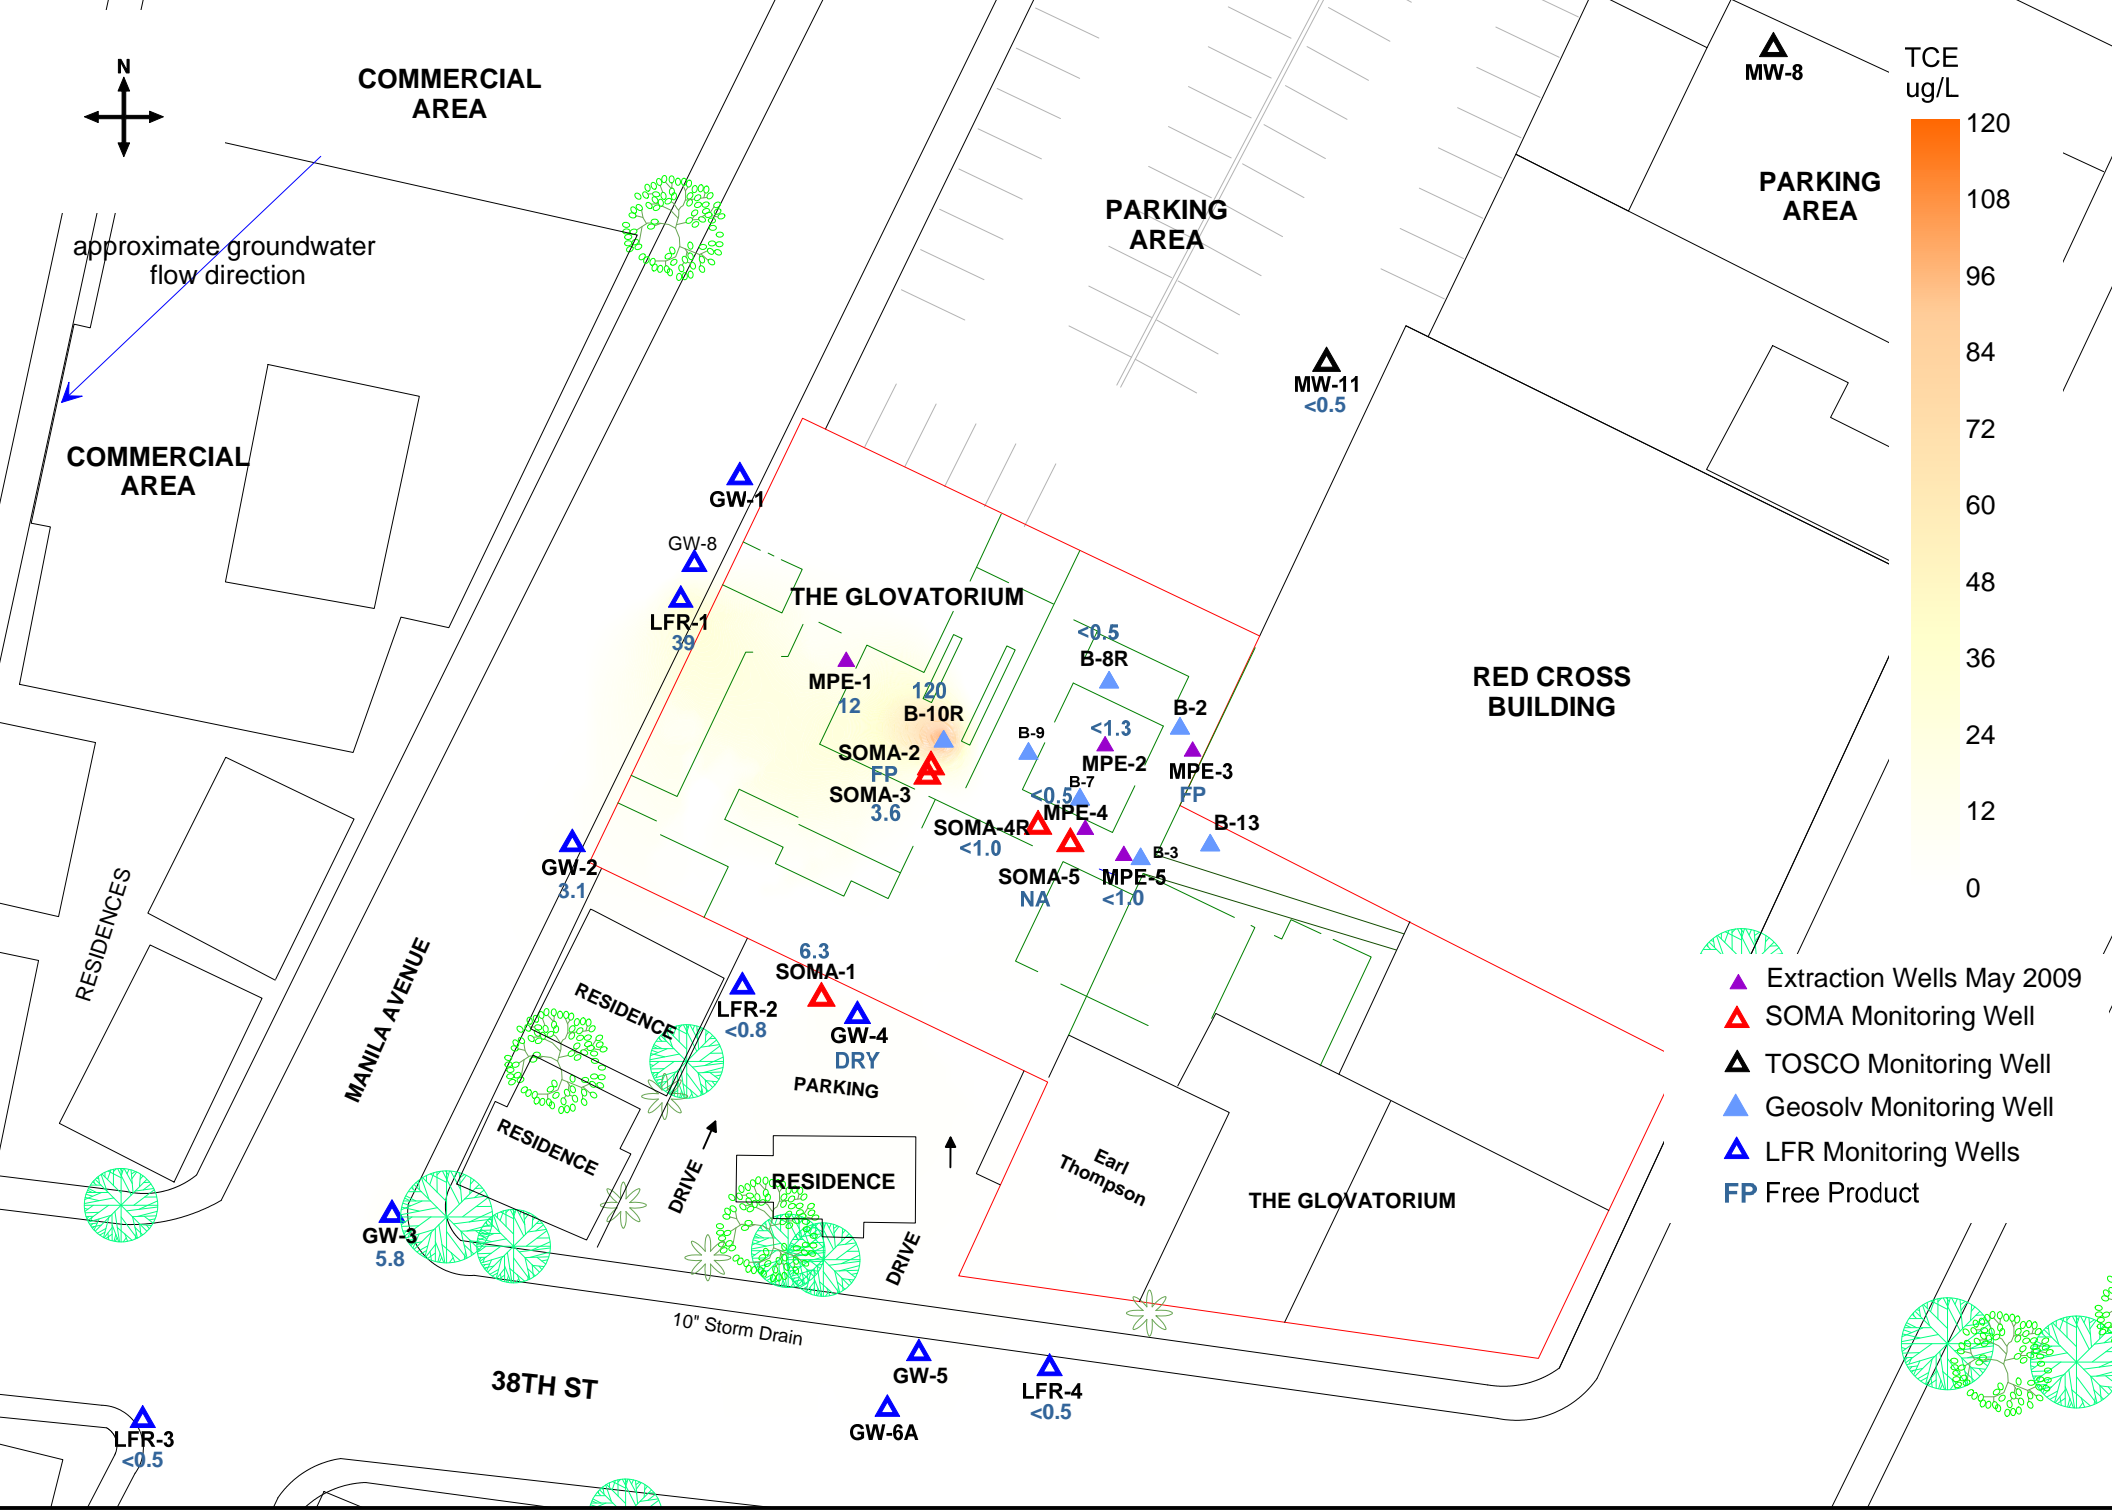 N
COMMERCIAL
AREA
approximate groundwater
flow direction
COMMERCIAL
AREA
PARKING
AREA
MW-8
PARKING
AREA
TCE
ug/L
120
108
96
84
72
60
48
36
24
12
0
MW-11
<0.5
GW-1
GW-8
LFR-1
39
THE GLOVATORIUM
MPE-1
12
120
B-10R
SOMA-2
FP
SOMA-3
3.6
<0.5
B-8R
B-2
B-9
<1.3
MPE-2
MPE-3
FP
B-7
<0.5
MPE-4
SOMA-4R
<1.0
B-13
B-3
SOMA-5
NA
MPE-5
<1.0
RED CROSS
BUILDING
GW-2
3.1
RESIDENCES
MANILA AVENUE
RESIDENCE
LFR-2
<0.8
6.3
SOMA-1
GW-4
DRY
PARKING
RESIDENCE
DRIVE
RESIDENCE
DRIVE
Earl
Thompson
THE GLOVATORIUM
GW-3
5.8
10" Storm Drain
38TH ST
GW-5
GW-6A
LFR-4
<0.5
LFR-3
<0.5
Extraction Wells May 2009
SOMA Monitoring Well
TOSCO Monitoring Well
Geosolv Monitoring Well
LFR Monitoring Wells
FP Free Product